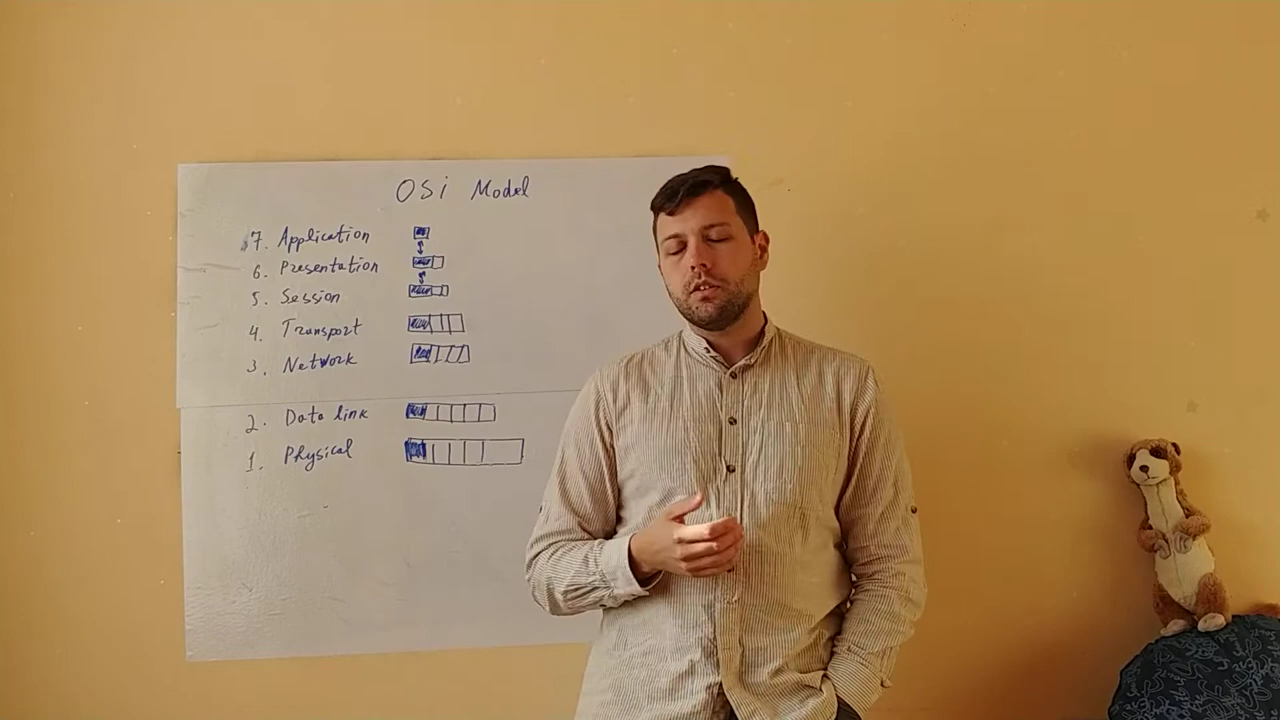 OSi Model
7. Application
6. Presentation
5. Session
4. Transport
3. Network
2. Data link
1. Physical